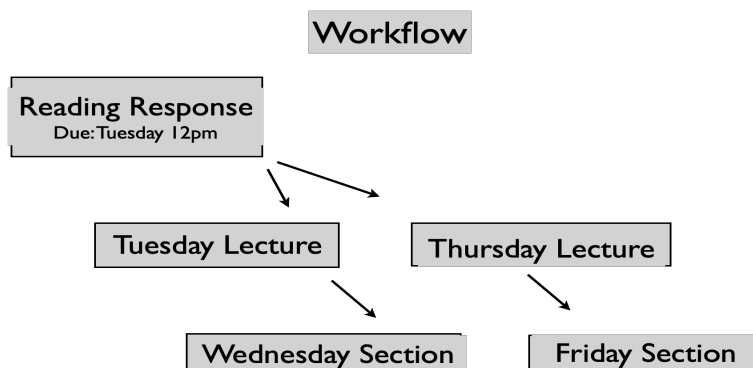 Workflow
Reading Response
Due: Tuesday 12pm
Tuesday Lecture
Thursday Lecture
Wednesday Section
Friday Section